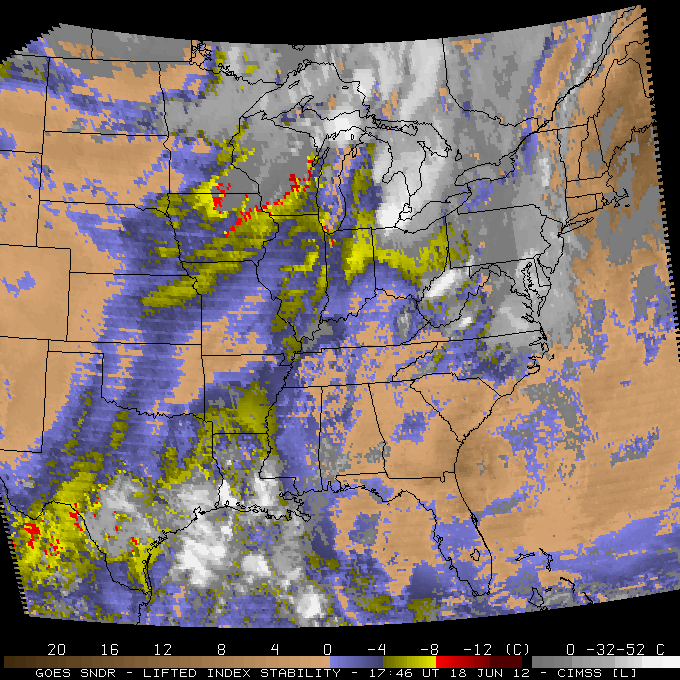 20 16 12 8 4 0 -4 -8 -12 (C) 0 -32-52 C
GOES SNDR - LIFTED INDEX STABILITY - 17:46 UT 18 JUN 12 - CIMSS [L]